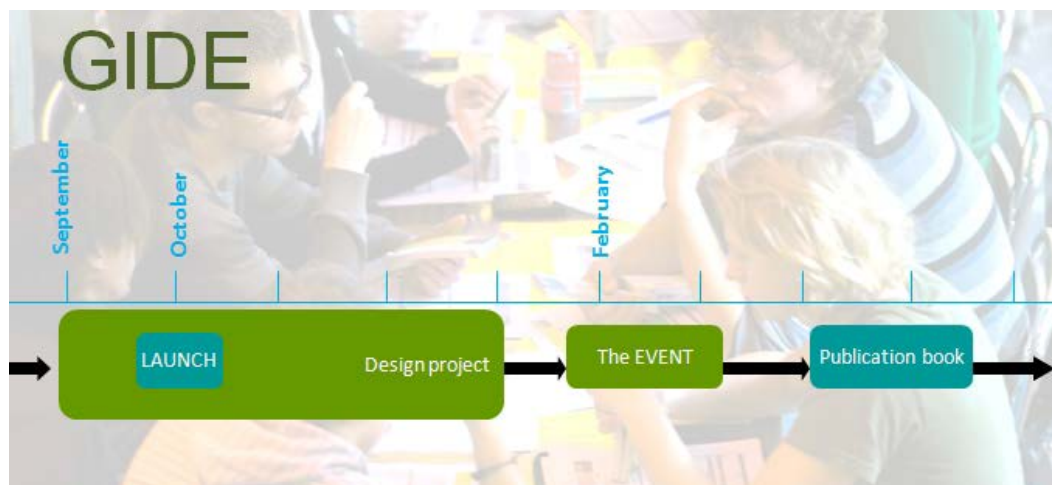 GIDE
September
October
February
LAUNCH
Design project
The EVENT
Publication book